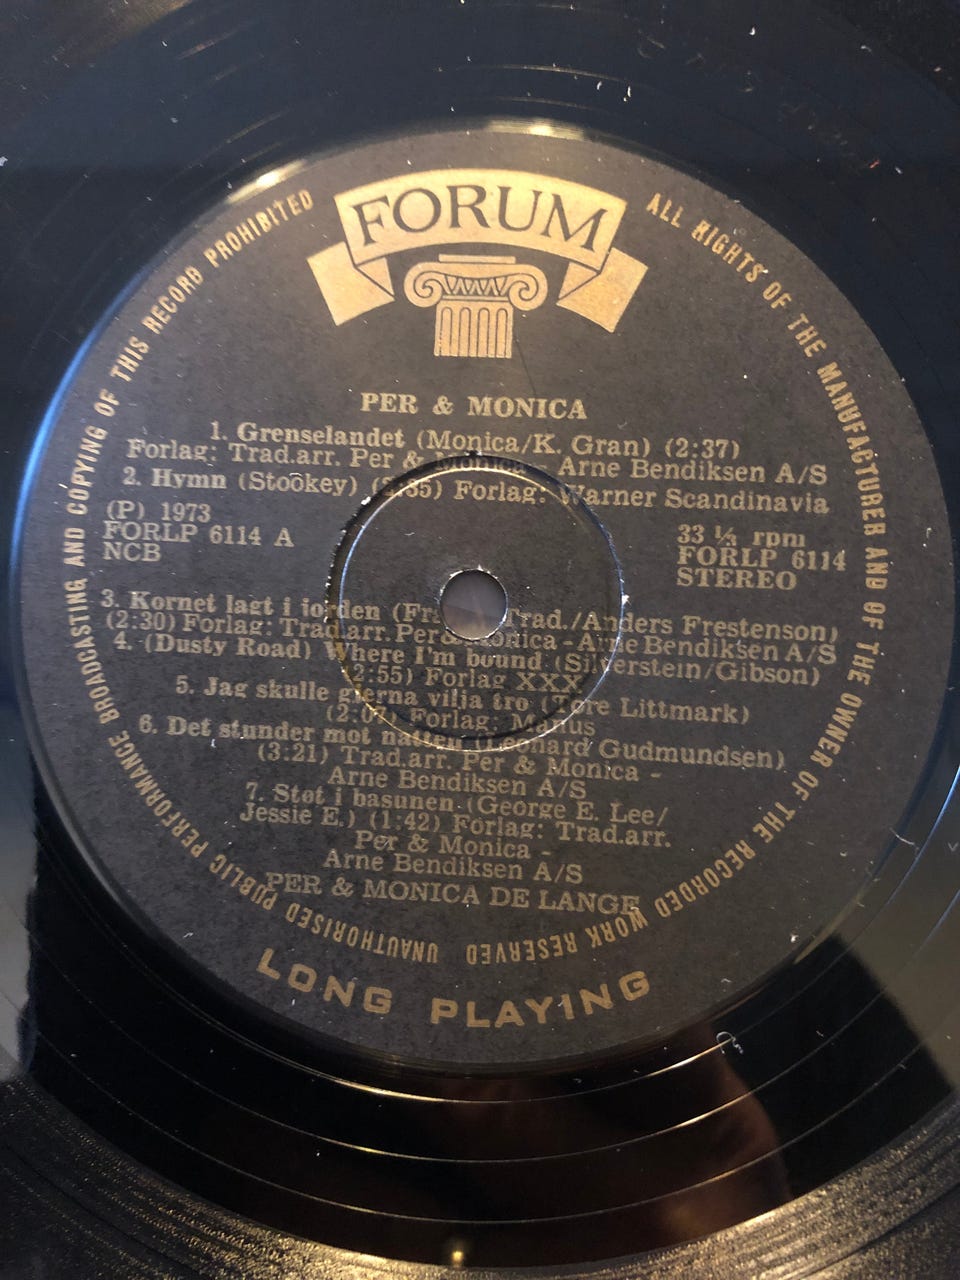 FORUM
ALL RIGHTS OF THE MANUFACTURER AND OF THE OWNER OF THE RECORDED WORK RESERVED UNAUTHORISED PUBLIC PERFORMANCE BROADCASTING AND COPYING OF THIS RECORD PROHIBITED
PER & MONICA
1. Grenselandet (Monica/K. Gran) (2:37)
Forlag: Trad.arr. Per & Monica - Arne Bendiksen A/S
2. Hymn (Stookey) Forlag: Warner Scandinavia
(P) 1973
FORLP 6114 A
NCB
33 ⅓ rpm
FORLP 6114
STEREO
3. Kornet lagt i jorden Trad./Anders Frestenson)
(2:30) Forlag: Trad.arr. Per & Monica - Arne Bendiksen A/S
4. (Dusty Road) Where I'm bound (Silverstein/Gibson)
2:55) Forlag XXX
5. Jag skulle gjerna vilja tro (Tore Littmark)
Forlag:
6. Det stunder mot natten (Leonard Gudmundsen)
(3:21) Trad.arr. Per & Monica -
Arne Bendiksen A/S
7. Støt i basunen (George E. Lee/
Jessie E.) (1:42) Forlag: Trad.arr.
Per & Monica -
Arne Bendiksen A/S
PER & MONICA DE LANGE
LONG PLAYING